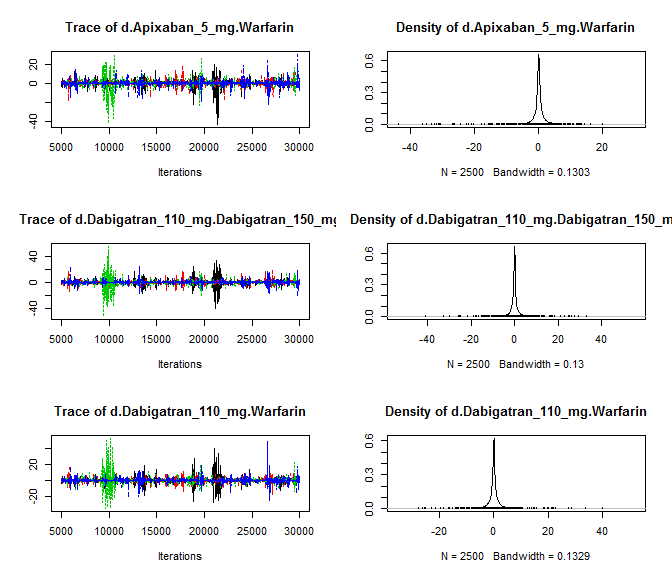 Trace of d.Apixaban_5_mg.Warfarin
20
0
-40
5000 10000 15000 20000 25000 30000
Iterations
Density of d.Apixaban_5_mg.Warfarin
0.6
0.3
0.0
-40 -20 0 20
N = 2500 Bandwidth = 0.1303
Trace of d.Dabigatran_110_mg.Dabigatran_150_mg
40
0
-40
5000 10000 15000 20000 25000 30000
Iterations
Density of d.Dabigatran_110_mg.Dabigatran_150_m
0.6
0.3
0.0
-40 -20 0 20 40
N = 2500 Bandwidth = 0.13
Trace of d.Dabigatran_110_mg.Warfarin
20
-20
5000 10000 15000 20000 25000 30000
Iterations
Density of d.Dabigatran_110_mg.Warfarin
0.6
0.3
0.0
-20 0 20 40
N = 2500 Bandwidth = 0.1329